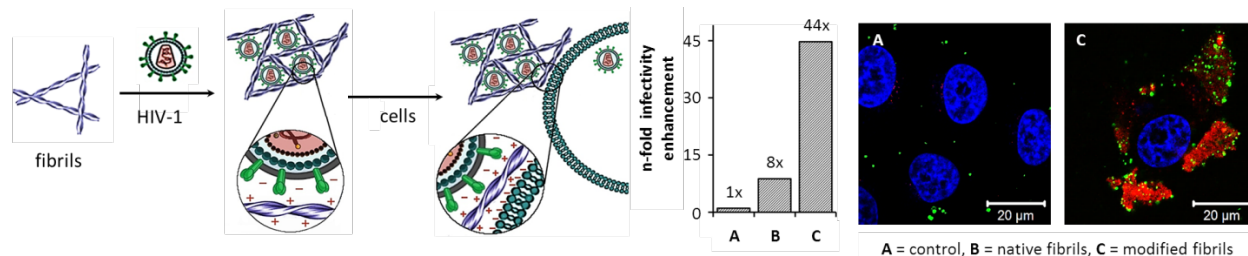 fibrils
HIV-1
cells
n-fold infectivity
enhancement
45
30
15
0
1x
8x
44x
A
B
C
A
20 µm
C
20 µm
A = control, B = native fibrils, C = modified fibrils